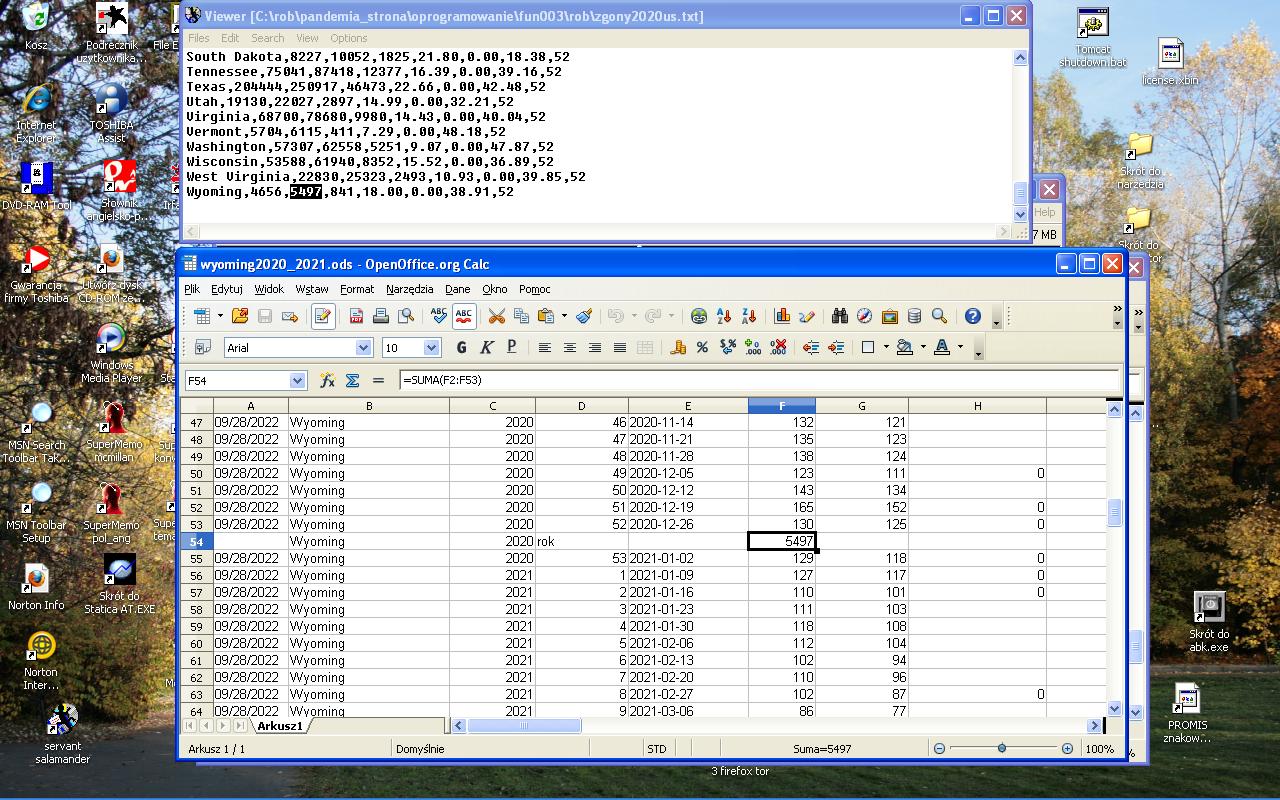 Viewer [C:\rob\pandemia_strona\oprogramowanie\fun003\rob\zgony2020us.txt]
Files Edit Search View Options
South Dakota,8227,10052,1825,21.80,0.00,18.38,52
Tennessee,75041,87418,12377,16.39,0.00,39.16,52
Texas,204444,250917,46473,22.66,0.00,42.48,52
Utah,19130,22027,2897,14.99,0.00,32.21,52
Virginia,68700,78680,9980,14.43,0.00,40.04,52
Vermont,5704,6115,411,7.29,0.00,48.18,52
Washington,57307,62558,5251,9.07,0.00,47.87,52
Wisconsin,53588,61940,8352,15.52,0.00,36.89,52
West Virginia,22830,25323,2493,10.93,0.00,39.85,52
Wyoming,4656,5497,841,18.00,0.00,38.91,52
Help
7 MB
wyoming2020_2021.ods - OpenOffice.org Calc
Plik Edytuj Widok Wstaw Format Narzędzia Dane Okno Pomoc
Arial 10 G K P
F54 =SUMA(F2:F53)
A B C D E F G H
47 09/28/2022 Wyoming 2020 46 2020-11-14 132 121
48 09/28/2022 Wyoming 2020 47 2020-11-21 135 123
49 09/28/2022 Wyoming 2020 48 2020-11-28 138 124
50 09/28/2022 Wyoming 2020 49 2020-12-05 123 111 0
51 09/28/2022 Wyoming 2020 50 2020-12-12 143 134
52 09/28/2022 Wyoming 2020 51 2020-12-19 165 152 0
53 09/28/2022 Wyoming 2020 52 2020-12-26 130 125 0
54 Wyoming 2020 rok 5497
55 09/28/2022 Wyoming 2020 53 2021-01-02 129 118 0
56 09/28/2022 Wyoming 2021 1 2021-01-09 127 117 0
57 09/28/2022 Wyoming 2021 2 2021-01-16 110 101 0
58 09/28/2022 Wyoming 2021 3 2021-01-23 111 103
59 09/28/2022 Wyoming 2021 4 2021-01-30 118 108
60 09/28/2022 Wyoming 2021 5 2021-02-06 112 104
61 09/28/2022 Wyoming 2021 6 2021-02-13 102 94
62 09/28/2022 Wyoming 2021 7 2021-02-20 110 96
63 09/28/2022 Wyoming 2021 8 2021-02-27 102 87 0
64 09/28/2022 Wyoming 2021 9 2021-03-06 86 77
Arkusz1
Arkusz 1 / 1 Domyślnie STD Suma=5497 100%
3 firefox tor
Kosz
Podręcznik
użytkownika...
File E
Internet
Explorer
TOSHIBA
Assist
DVD-RAM Tool
Słownik
angielsko-p...
Irfa
Gwarancja
firmy Toshiba
Utwórz dysk
CD-ROM ze...
Windows
Media Player
Sta
MSN Search
Toolbar Tak...
SuperMemo
mcmillan
Super
kony
MSN Toolbar
Setup
SuperMemo
pol_ang
Super
tema
Norton Info
Skrót do
Statica AT.EXE
Norton
Inter...
servant
salamander
Tomcat
shutdown.bat
license.xbin
Skrót do
narzedzia
Skrót do
tor
Skrót do
abk.exe
PROMIS
znakow...